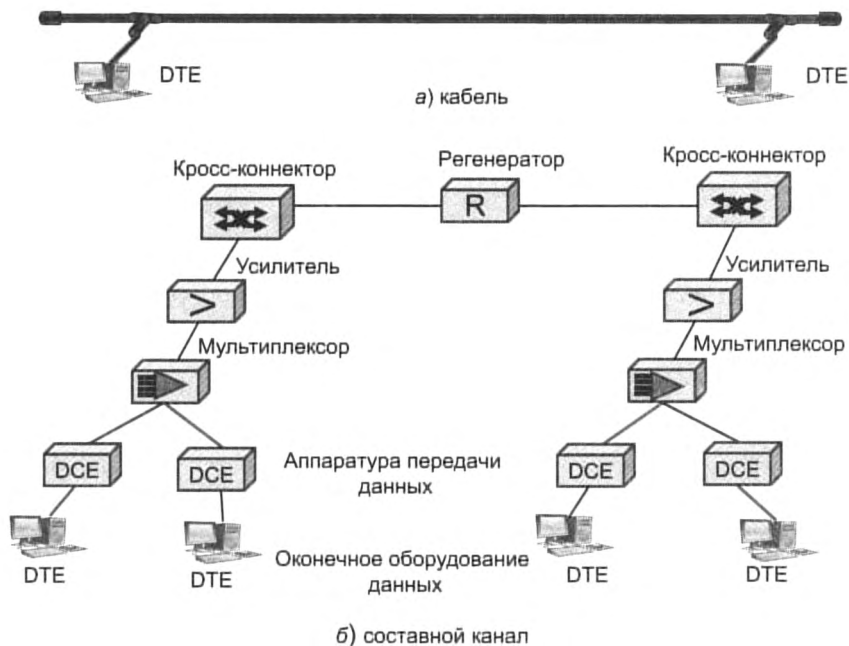 DTE
DTE
а) кабель
Кросс-коннектор
Регенератор
Кросс-коннектор
R
Усилитель
Усилитель
>
>
Мультиплексор
Мультиплексор
DCE
DCE
Аппаратура передачи
данных
DCE
DCE
DTE
DTE
Оконечное оборудование
данных
DTE
DTE
б) составной канал